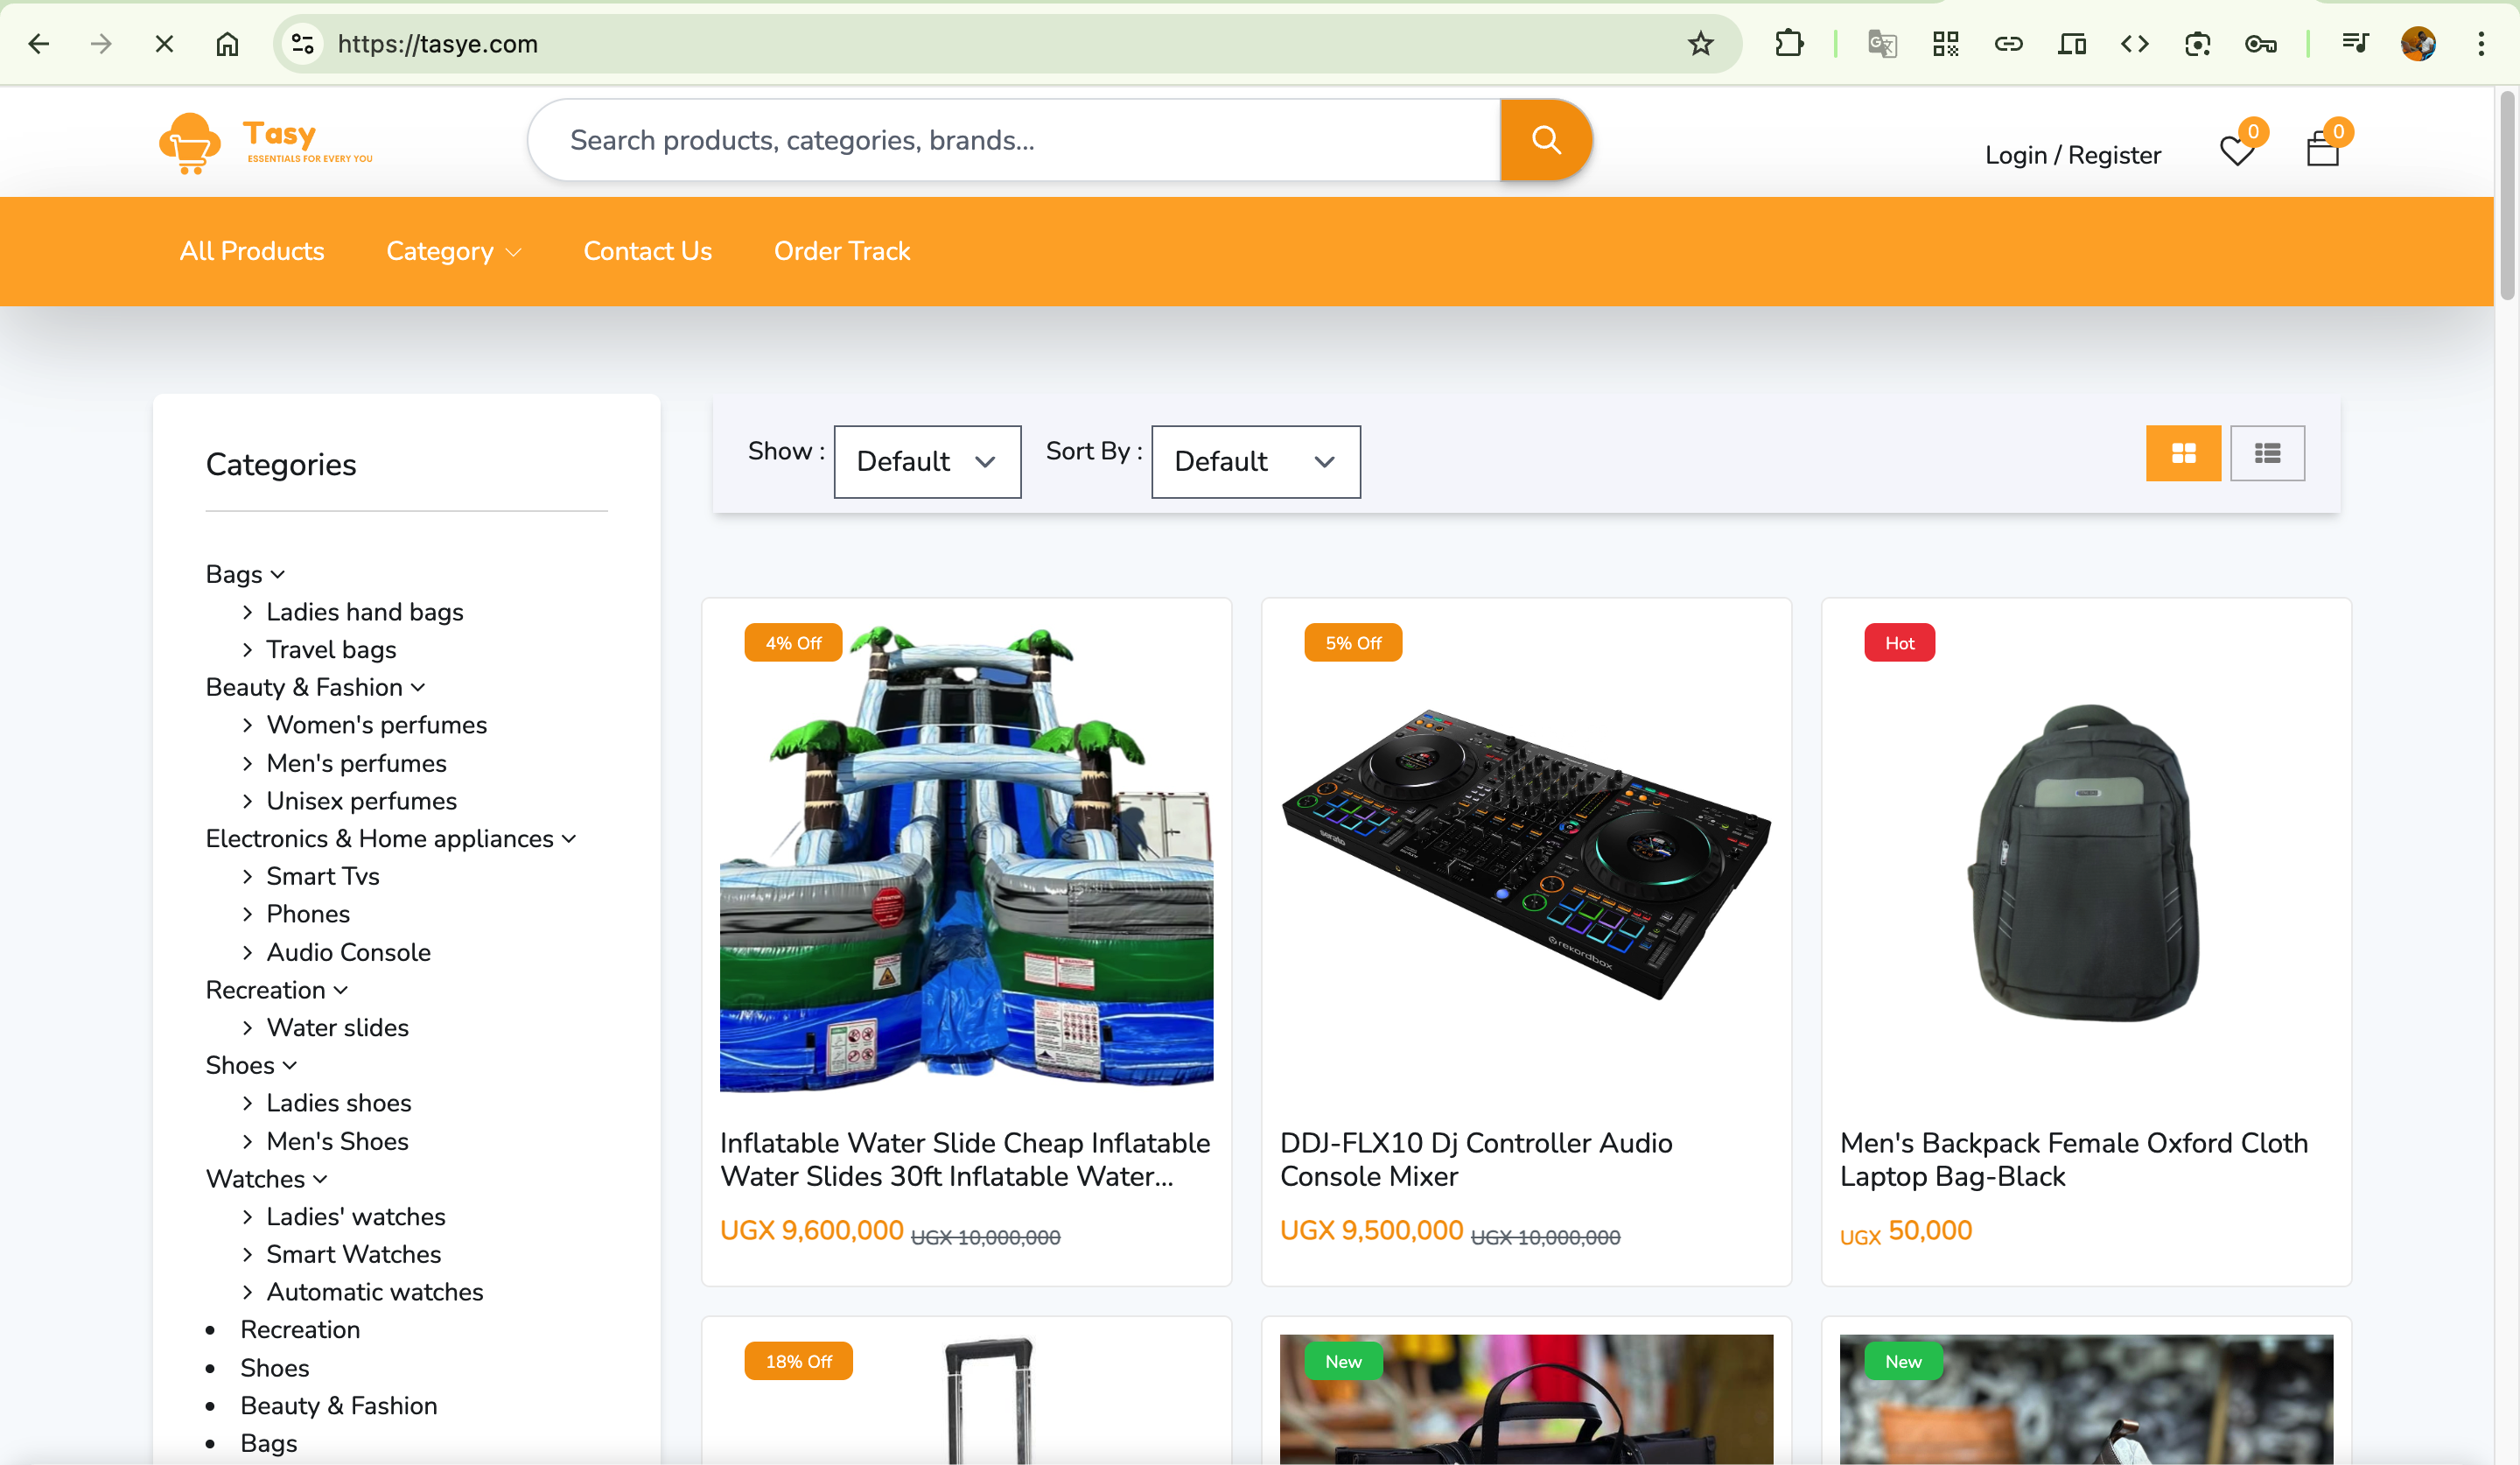 https://tasye.com
Tasy
ESSENTIALS FOR EVERY YOU
Search products, categories, brands...
Login / Register
0
0
All Products
Category
Contact Us
Order Track
Categories
Bags
Ladies hand bags
Travel bags
Beauty & Fashion
Women's perfumes
Men's perfumes
Unisex perfumes
Electronics & Home appliances
Smart Tvs
Phones
Audio Console
Recreation
Water slides
Shoes
Ladies shoes
Men's Shoes
Watches
Ladies' watches
Smart Watches
Automatic watches
Recreation
Shoes
Beauty & Fashion
Bags
Show :
Default
Sort By :
Default
4% Off
Inflatable Water Slide Cheap Inflatable
Water Slides 30ft Inflatable Water...
UGX 9,600,000 UGX 10,000,000
5% Off
serato
rekordbox
DDJ-FLX10 Dj Controller Audio
Console Mixer
UGX 9,500,000 UGX 10,000,000
Hot
Men's Backpack Female Oxford Cloth
Laptop Bag-Black
UGX 50,000
18% Off
New
New